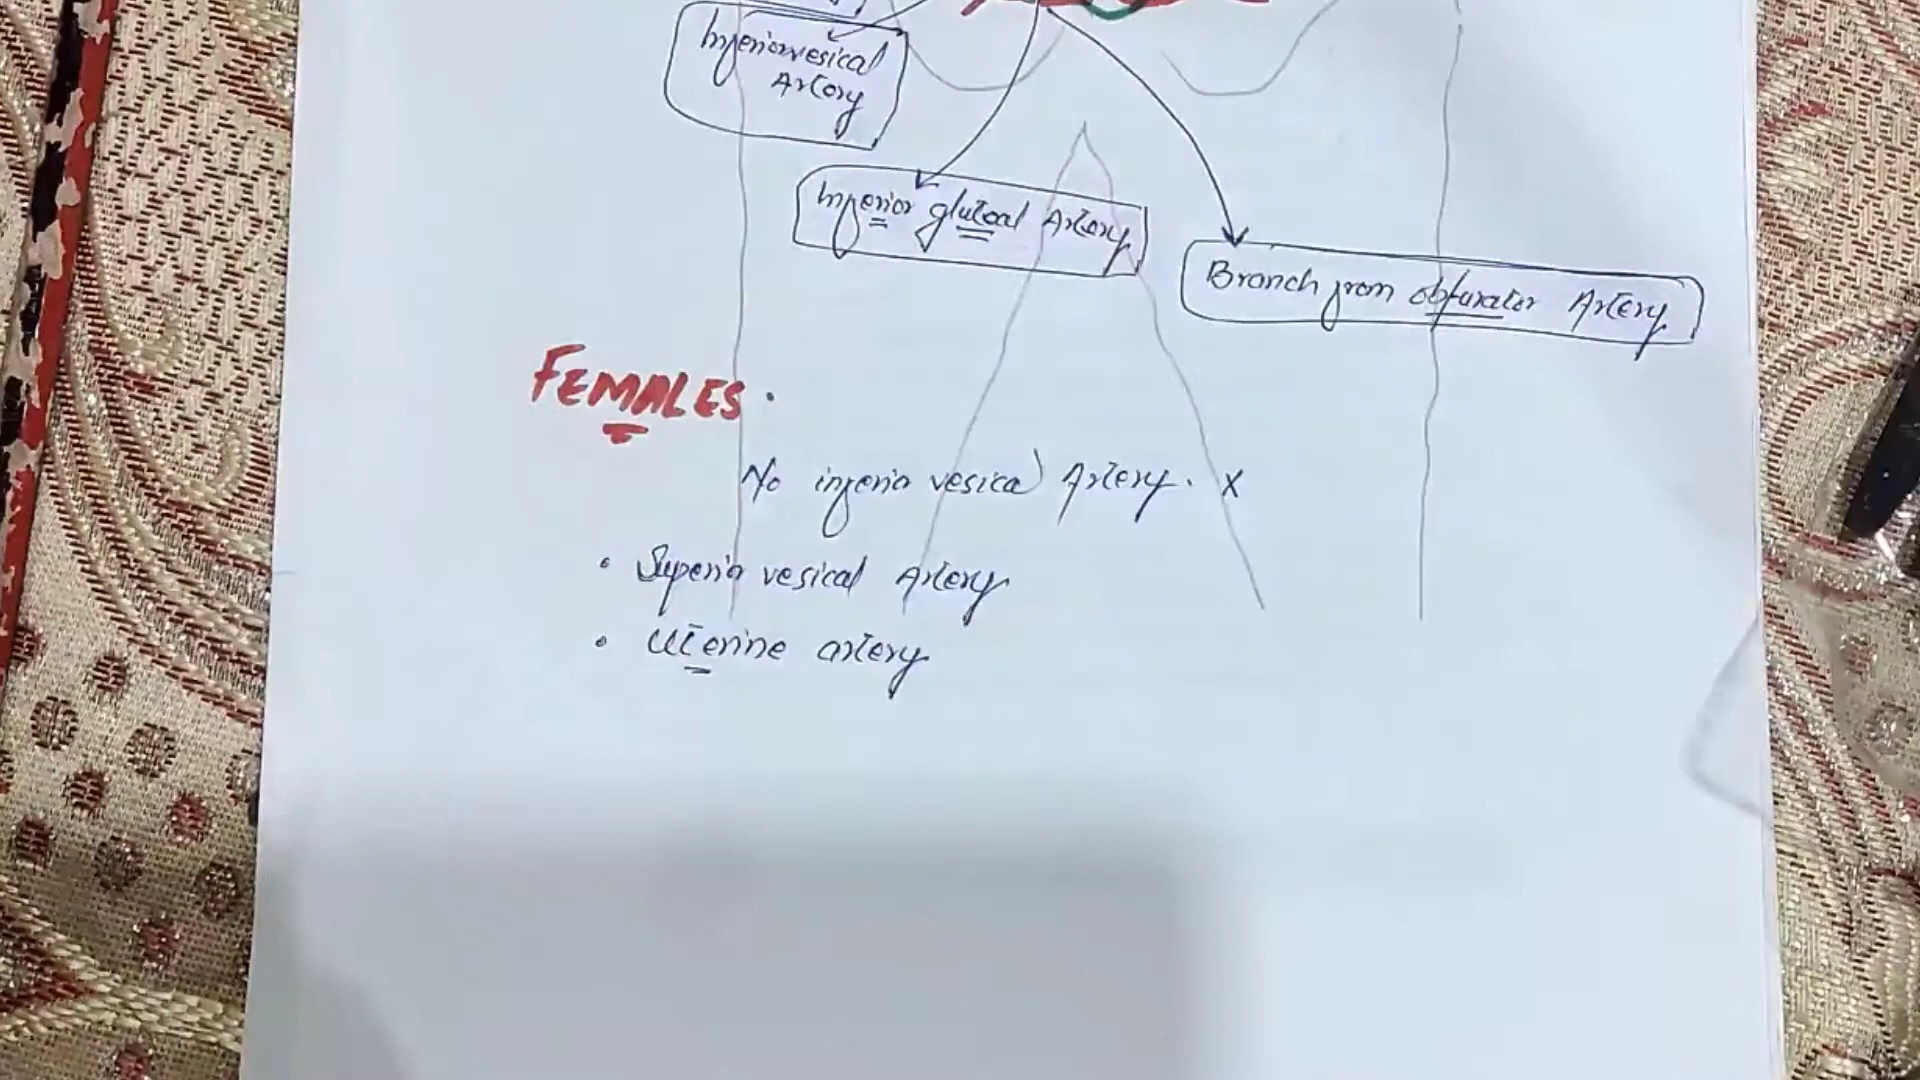 Inferior vesical
Artery
Inferior gluteal Artery
Branch from obturator Artery
FEMALES.
No inferior vesical Artery. X
• Superior vesical Artery
• Uterine artery